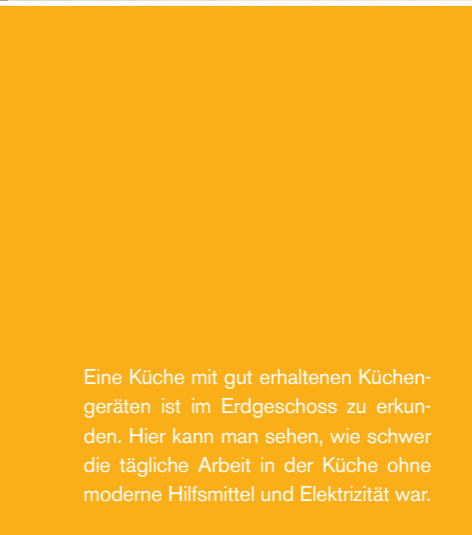 Eine Küche mit gut erhaltenen Küchen-
geräten ist im Erdgeschoss zu erkun-
den. Hier kann man sehen, wie schwer
die tägliche Arbeit in der Küche ohne
moderne Hilfsmittel und Elektrizität war.